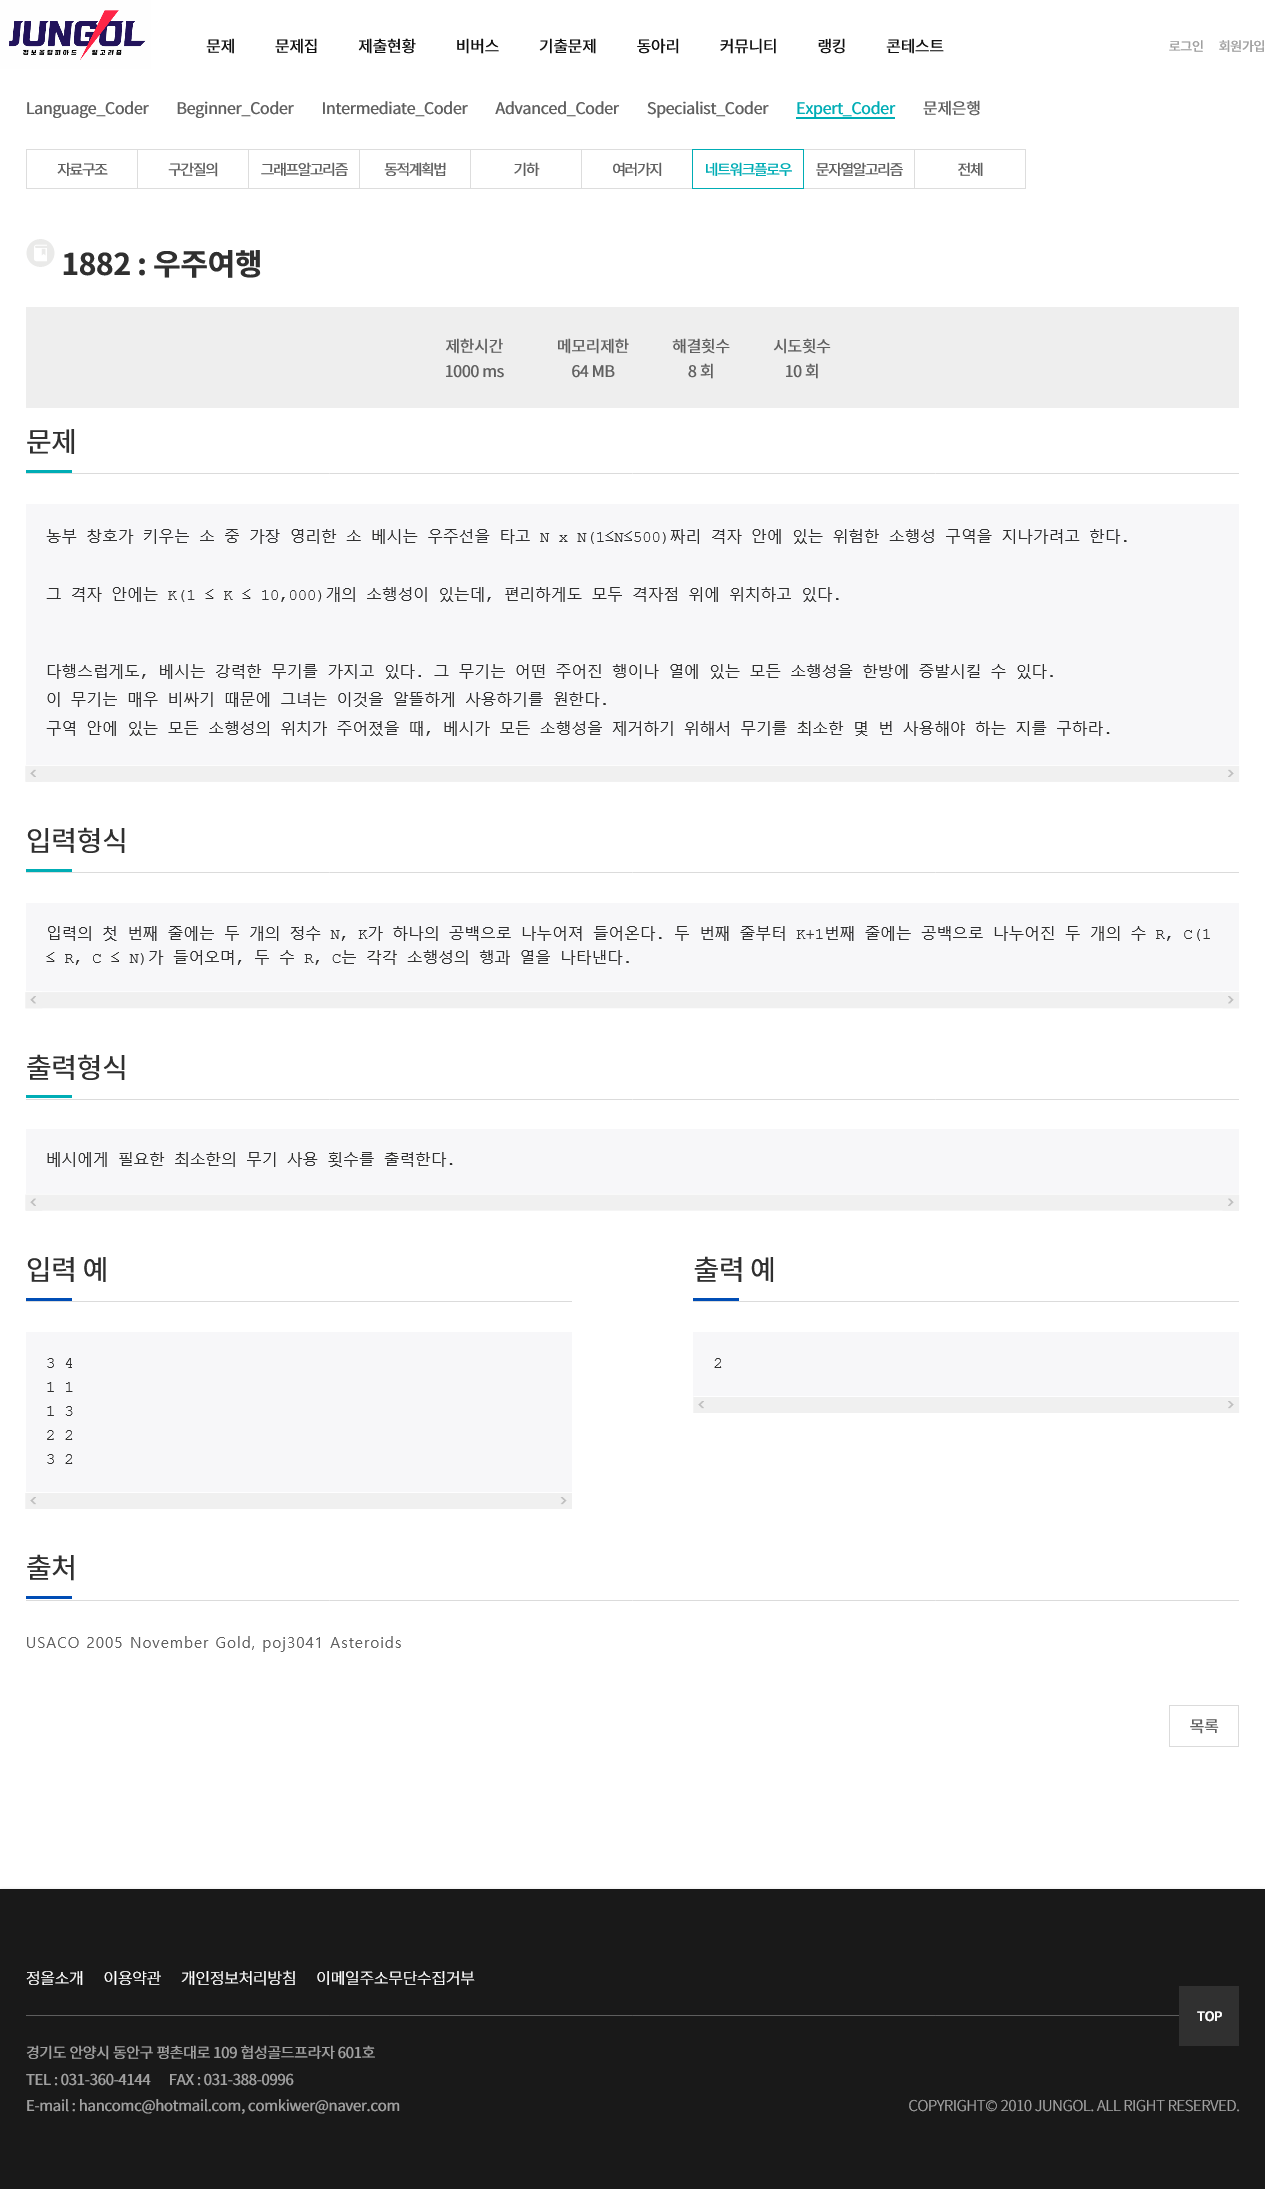 JUNGOL
정보올림피아드 알고리즘
문제 문제집 제출현황 비버스 기출문제 동아리 커뮤니티 랭킹 콘테스트 로그인 회원가입
Language_Coder Beginner_Coder Intermediate_Coder Advanced_Coder Specialist_Coder Expert_Coder 문제은행
자료구조 구간질의 그래프알고리즘 동적계획법 기하 여러가지 네트워크플로우 문자열알고리즘 전체
1882 : 우주여행
제한시간 메모리제한 해결횟수 시도횟수
1000 ms 64 MB 8 회 10 회
문제
농부 창호가 키우는 소 중 가장 영리한 소 베시는 우주선을 타고 N x N(1≤N≤500)짜리 격자 안에 있는 위험한 소행성 구역을 지나가려고 한다.
그 격자 안에는 K(1 ≤ K ≤ 10,000)개의 소행성이 있는데, 편리하게도 모두 격자점 위에 위치하고 있다.
다행스럽게도, 베시는 강력한 무기를 가지고 있다. 그 무기는 어떤 주어진 행이나 열에 있는 모든 소행성을 한방에 증발시킬 수 있다.
이 무기는 매우 비싸기 때문에 그녀는 이것을 알뜰하게 사용하기를 원한다.
구역 안에 있는 모든 소행성의 위치가 주어졌을 때, 베시가 모든 소행성을 제거하기 위해서 무기를 최소한 몇 번 사용해야 하는 지를 구하라.
입력형식
입력의 첫 번째 줄에는 두 개의 정수 N, K가 하나의 공백으로 나누어져 들어온다. 두 번째 줄부터 K+1번째 줄에는 공백으로 나누어진 두 개의 수 R, C(1
≤ R, C ≤ N)가 들어오며, 두 수 R, C는 각각 소행성의 행과 열을 나타낸다.
출력형식
베시에게 필요한 최소한의 무기 사용 횟수를 출력한다.
입력 예
3 4
1 1
1 3
2 2
3 2
출력 예
2
출처
USACO 2005 November Gold, poj3041 Asteroids
목록
정올소개 이용약관 개인정보처리방침 이메일주소무단수집거부
TOP
경기도 안양시 동안구 평촌대로 109 협성골드프라자 601호
TEL : 031-360-4144 FAX : 031-388-0996
E-mail : hancomc@hotmail.com, comkiwer@naver.com
COPYRIGHT© 2010 JUNGOL. ALL RIGHT RESERVED.